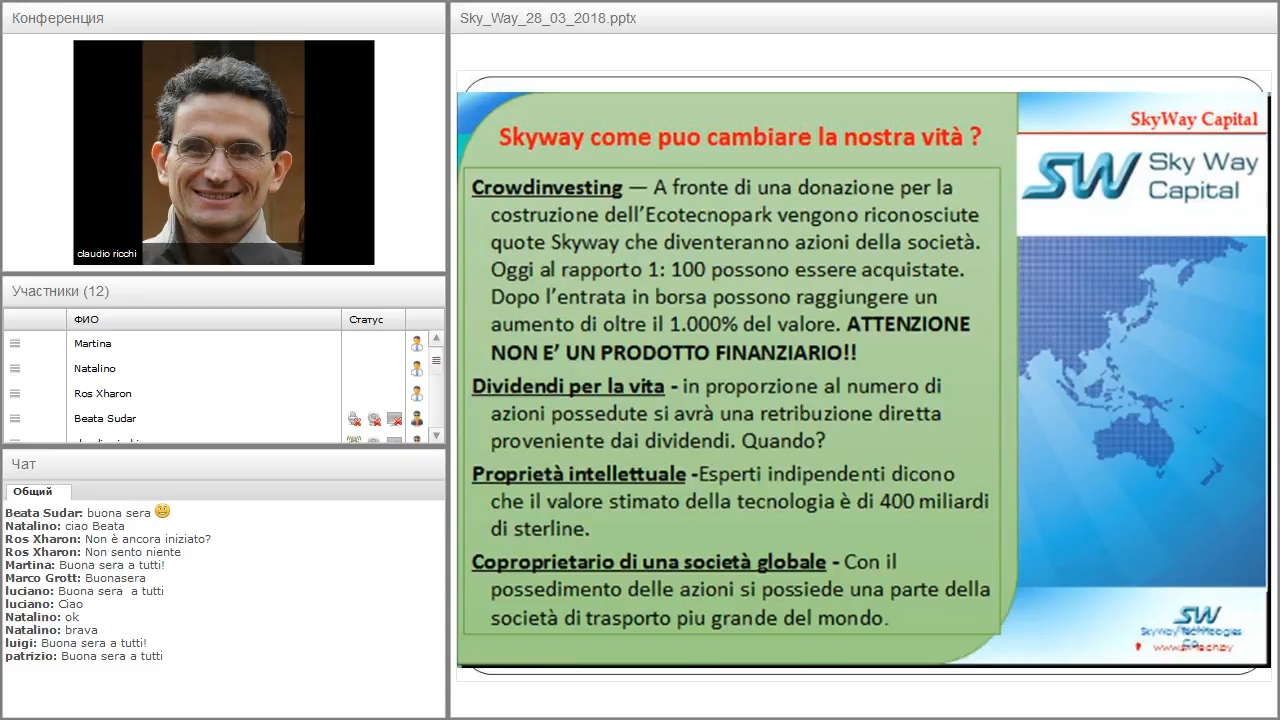 Конференция
claudio ricchi
Участники (12)
ФИО
Статус
Martina
Natalino
Ros Xharon
Beata Sudar
Чат
Общий
Beata Sudar: buona sera
Natalino: ciao Beata
Ros Xharon: Non è ancora iniziato?
Ros Xharon: Non sento niente
Martina: Buona sera a tutti!
Marco Grott: Buonasera
luciano: Buona sera a tutti
luciano: Ciao
Natalino: ok
Natalino: brava
luigi: Buona sera a tutti!
patrizio: Buona sera a tutti
Sky_Way_28_03_2018.pptx
Skyway come puo cambiare la nostra vità ?
Crowdinvesting — A fronte di una donazione per la
costruzione dell'Ecotecnopark vengono riconosciute
quote Skyway che diventeranno azioni della società.
Oggi al rapporto 1: 100 possono essere acquistate.
Dopo l'entrata in borsa possono raggiungere un
aumento di oltre il 1.000% del valore. ATTENZIONE
NON E' UN PRODOTTO FINANZIARIO!!
Dividendi per la vita - in proporzione al numero di
azioni possedute si avrà una retribuzione diretta
proveniente dai dividendi. Quando?
Proprietà intellettuale -Esperti indipendenti dicono
che il valore stimato della tecnologia è di 400 miliardi
di sterline.
Coproprietario di una società globale - Con il
possedimento delle azioni si possiede una parte della
società di trasporto piu grande del mondo.
SkyWay Capital
SW Sky Way
Capital
SW